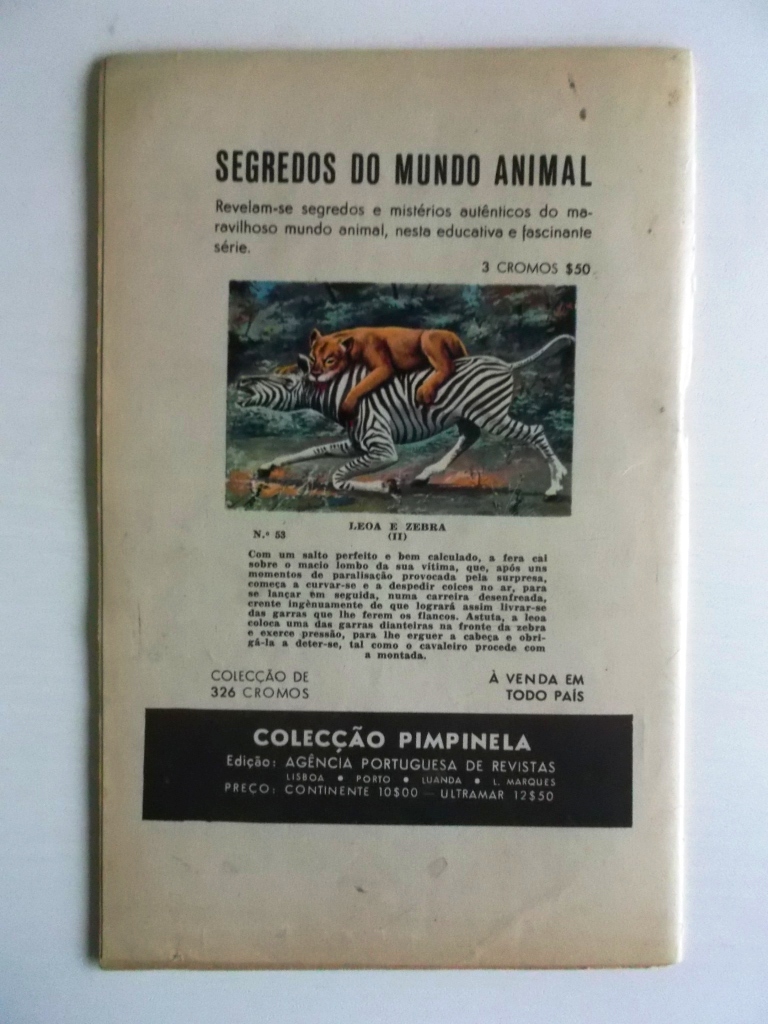 SEGREDOS DO MUNDO ANIMAL
Revelam-se segredos e mistérios autênticos do ma-
ravilhoso mundo animal, nesta educativa e fascinante
série.
3 CROMOS $50
LEOA E ZEBRA
N.º 53
(II)
Com um salto perfeito e bem calculado, a fera cai
sobre o macio lombo da sua vítima, que, após uns
momentos de paralisação provocada pela surpresa,
começa a curvar-se e a despedir coices no ar, para
se lançar em seguida, numa carreira desenfreada,
crente ingènuamente de que logrará assim livrar-se
das garras que lhe ferem os flancos. Astuta, a leoa
coloca uma das garras dianteiras na fronte da zebra
e exerce pressão, para lhe erguer a cabeça e obri-
gá-la a deter-se, tal como o cavaleiro procede com
a montada.
COLECÇÃO DE
326 CROMOS
À VENDA EM
TODO PAÍS
COLECÇÃO PIMPINELA
Edição: AGÊNCIA PORTUGUESA DE REVISTAS
LISBOA • PORTO • LUANDA • L. MARQUES
PREÇO: CONTINENTE 10$00 — ULTRAMAR 12$50